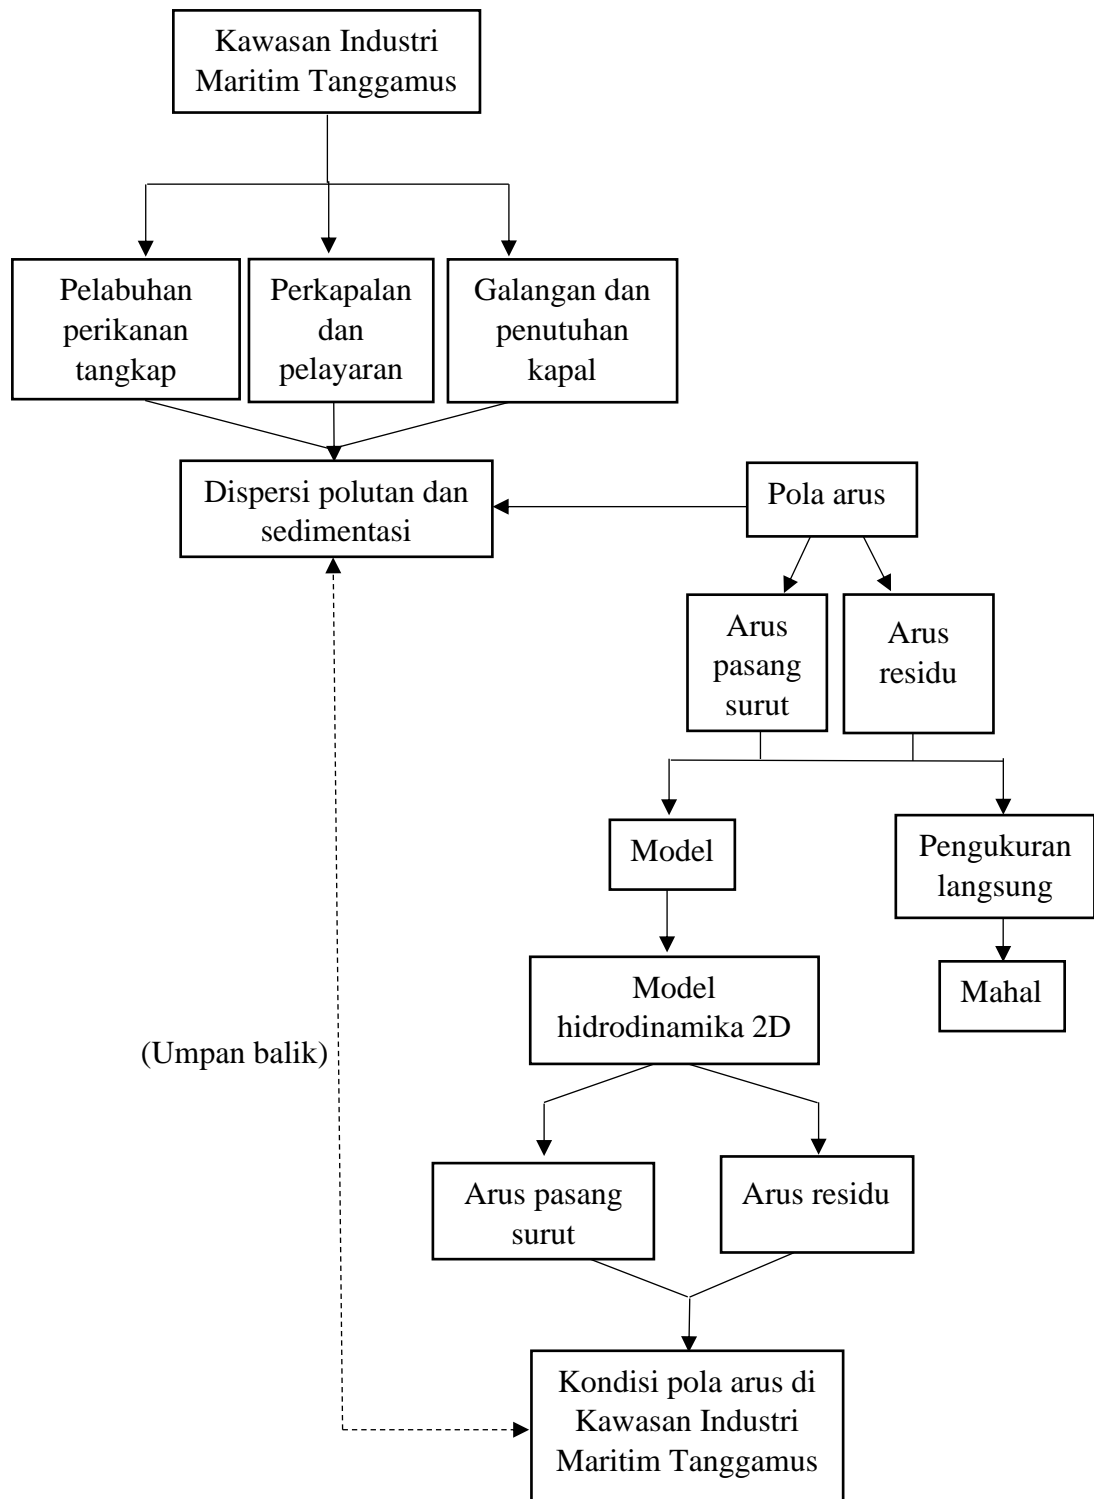 Kawasan Industri
Maritim Tanggamus
Pelabuhan
perikanan
tangkap
Perkapalan
dan
pelayaran
Galangan dan
penutuhan
kapal
Dispersi polutan dan
sedimentasi
Pola arus
Arus
pasang
surut
Arus
residu
Model
Pengukuran
langsung
Mahal
Model
hidrodinamika 2D
(Umpan balik)
Arus pasang
surut
Arus residu
Kondisi pola arus di
Kawasan Industri
Maritim Tanggamus